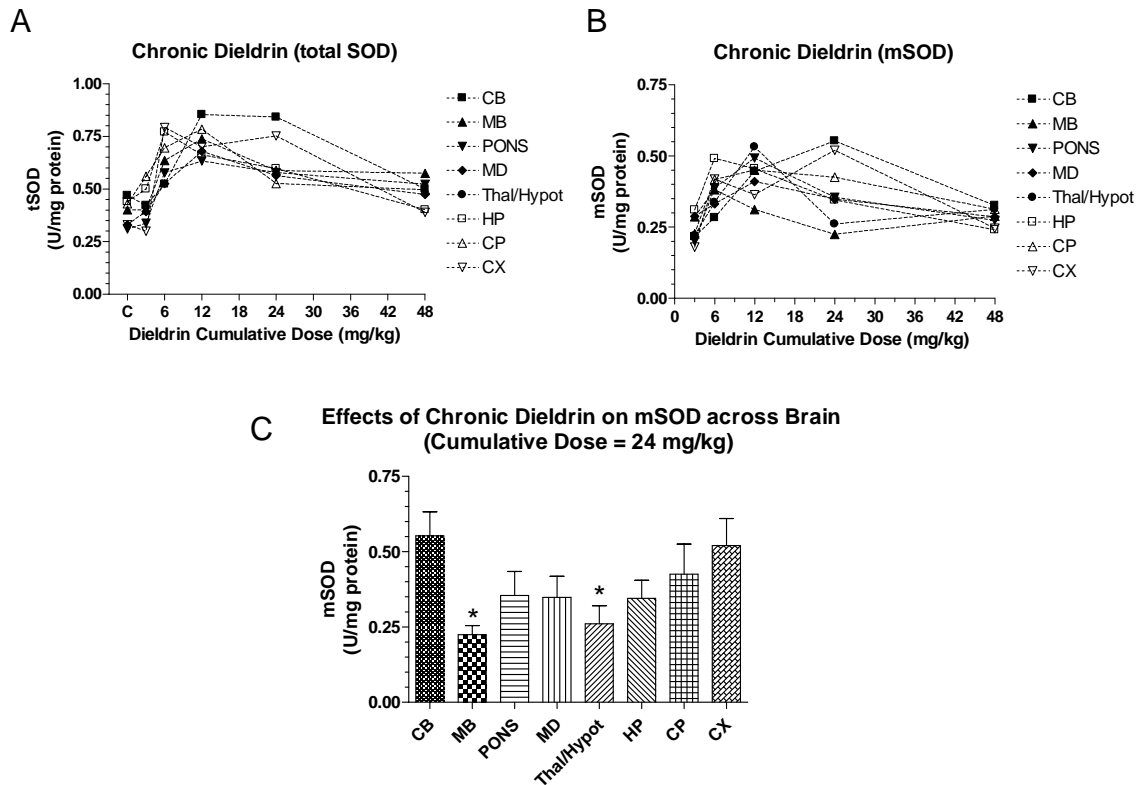 A
Chronic Dieldrin (total SOD)
1.00
0.75
0.50
0.25
0.00
tSOD
(U/mg protein)
C 6 12 18 24 30 36 42 48
Dieldrin Cumulative Dose (mg/kg)
CB
MB
PONS
MD
Thal/Hypot
HP
CP
CX
B
Chronic Dieldrin (mSOD)
0.75
0.50
0.25
0.00
mSOD
(U/mg protein)
0 6 12 18 24 30 36 42 48
Dieldrin Cumulative Dose (mg/kg)
CB
MB
PONS
MD
Thal/Hypot
HP
CP
CX
C
Effects of Chronic Dieldrin on mSOD across Brain
(Cumulative Dose = 24 mg/kg)
0.75
0.50
0.25
0.00
mSOD
(U/mg protein)
*
*
CB
MB
PONS
MD
Thal/Hypot
HP
CP
CX